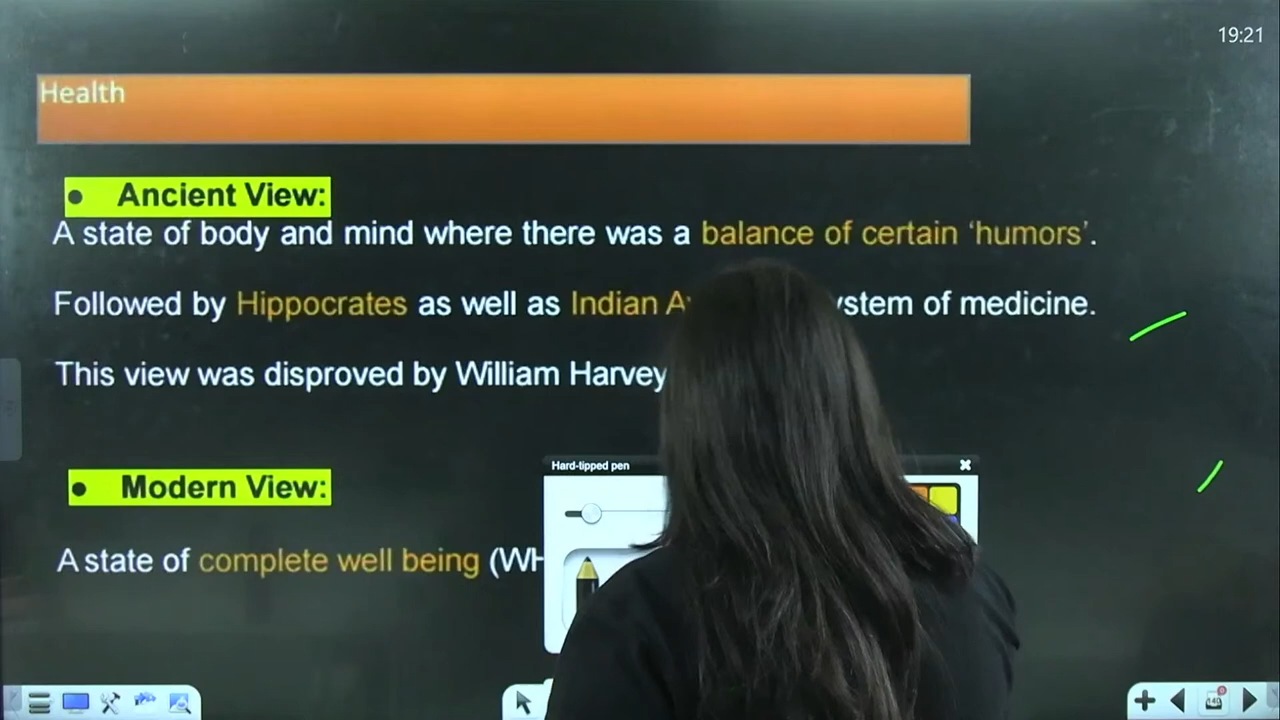 19:21
Health
• Ancient View:
A state of body and mind where there was a balance of certain ‘humors’.
Followed by Hippocrates as well as Indian system of medicine.
This view was disproved by William Harvey
Hard-tipped pen
• Modern View:
A state of complete well being